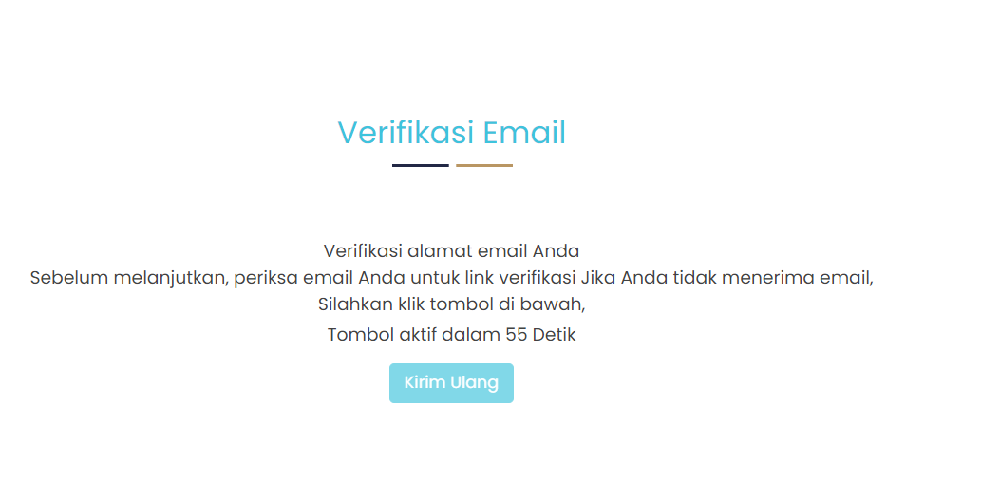 Verifikasi Email
Verifikasi alamat email Anda
Sebelum melanjutkan, periksa email Anda untuk link verifikasi Jika Anda tidak menerima email,
Silahkan klik tombol di bawah,
Tombol aktif dalam 55 Detik
Kirim Ulang